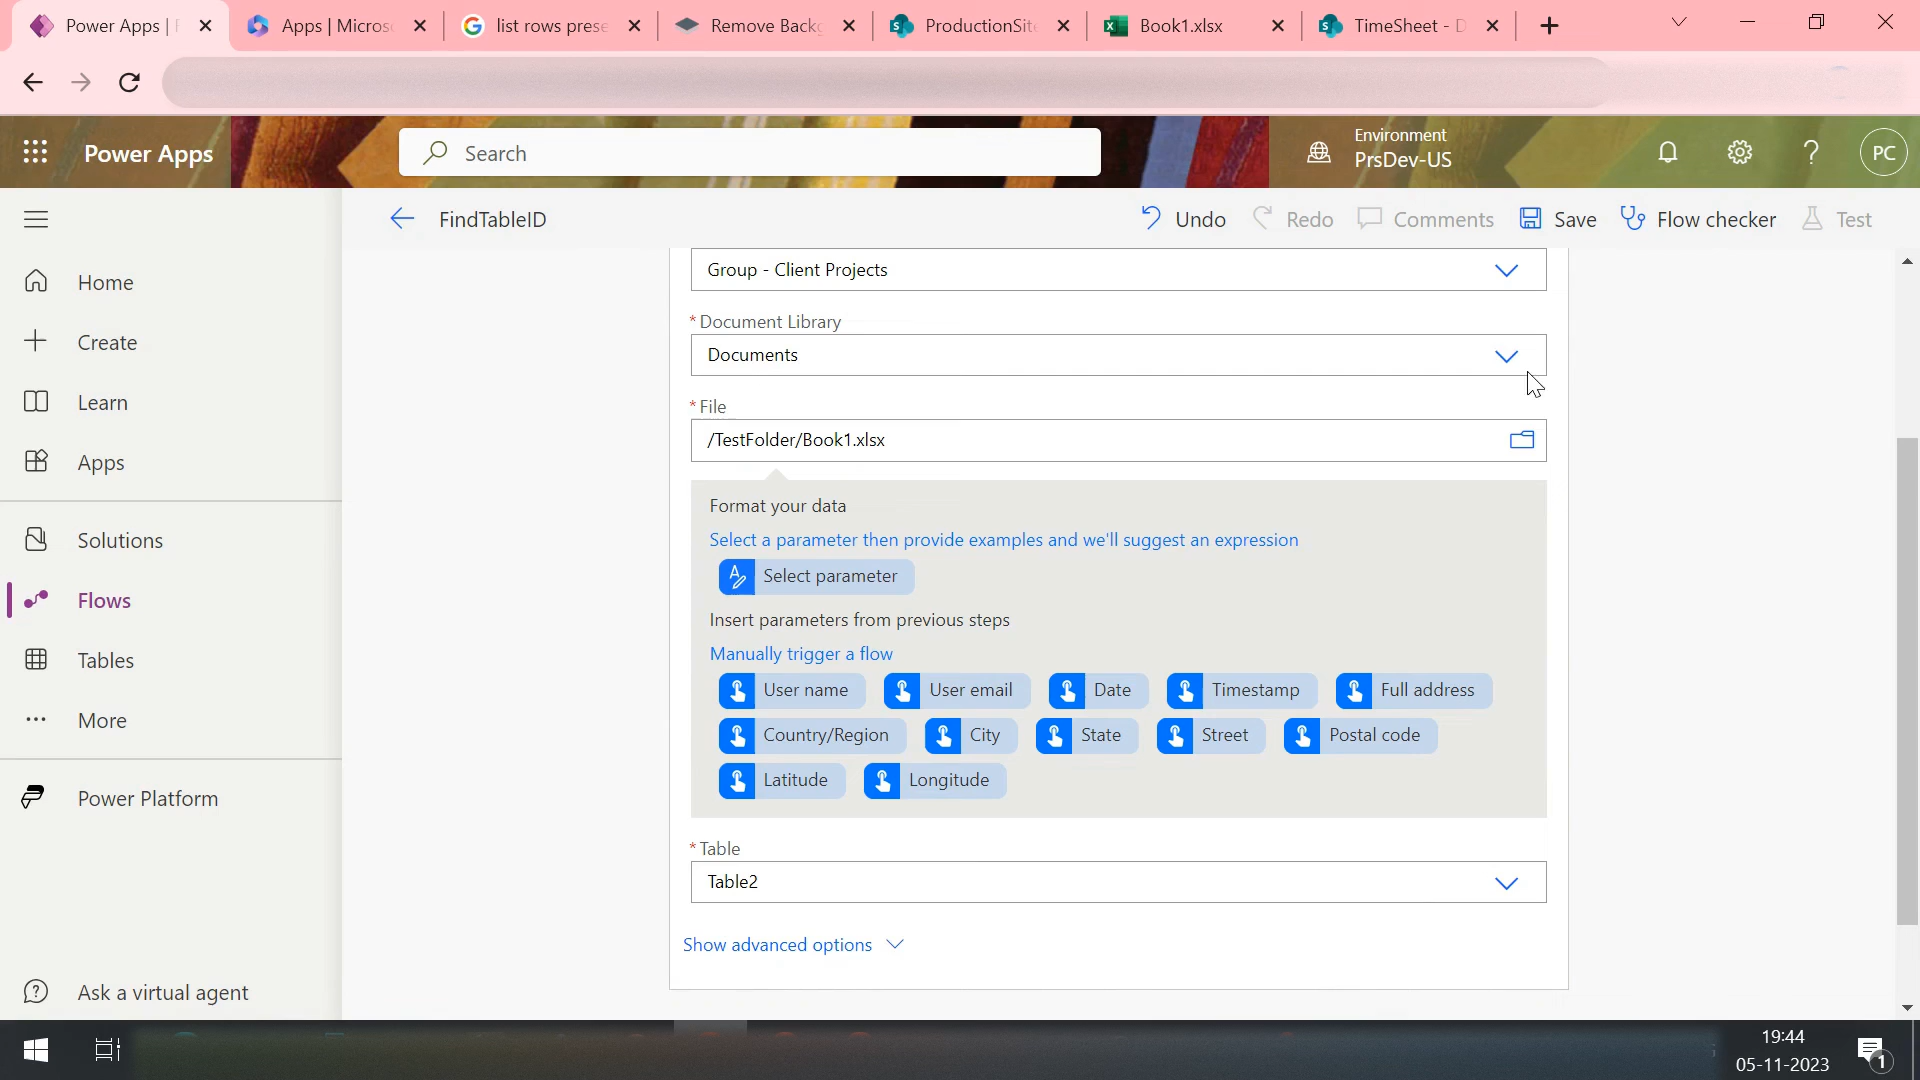 Power Apps |
Apps | Micros
list rows prese
Remove Backg
ProductionSite
Book1.xlsx
TimeSheet - D
Power Apps
Search
Environment
PrsDev-US
PC
FindTableID
Undo
Redo
Comments
Save
Flow checker
Test
Home
Create
Learn
Apps
Solutions
Flows
Tables
More
Power Platform
Ask a virtual agent
Group - Client Projects
* Document Library
Documents
* File
/TestFolder/Book1.xlsx
Format your data
Select a parameter then provide examples and we'll suggest an expression
Select parameter
Insert parameters from previous steps
Manually trigger a flow
User name
User email
Date
Timestamp
Full address
Country/Region
City
State
Street
Postal code
Latitude
Longitude
* Table
Table2
Show advanced options
19:44
05-11-2023
1